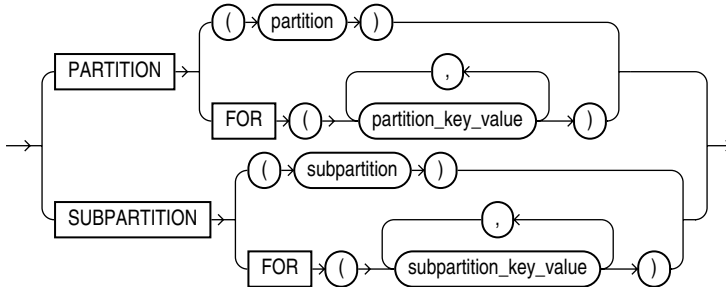 ( partition )
PARTITION
,
FOR ( partition_key_value )
( subpartition )
SUBPARTITION
,
FOR ( subpartition_key_value )